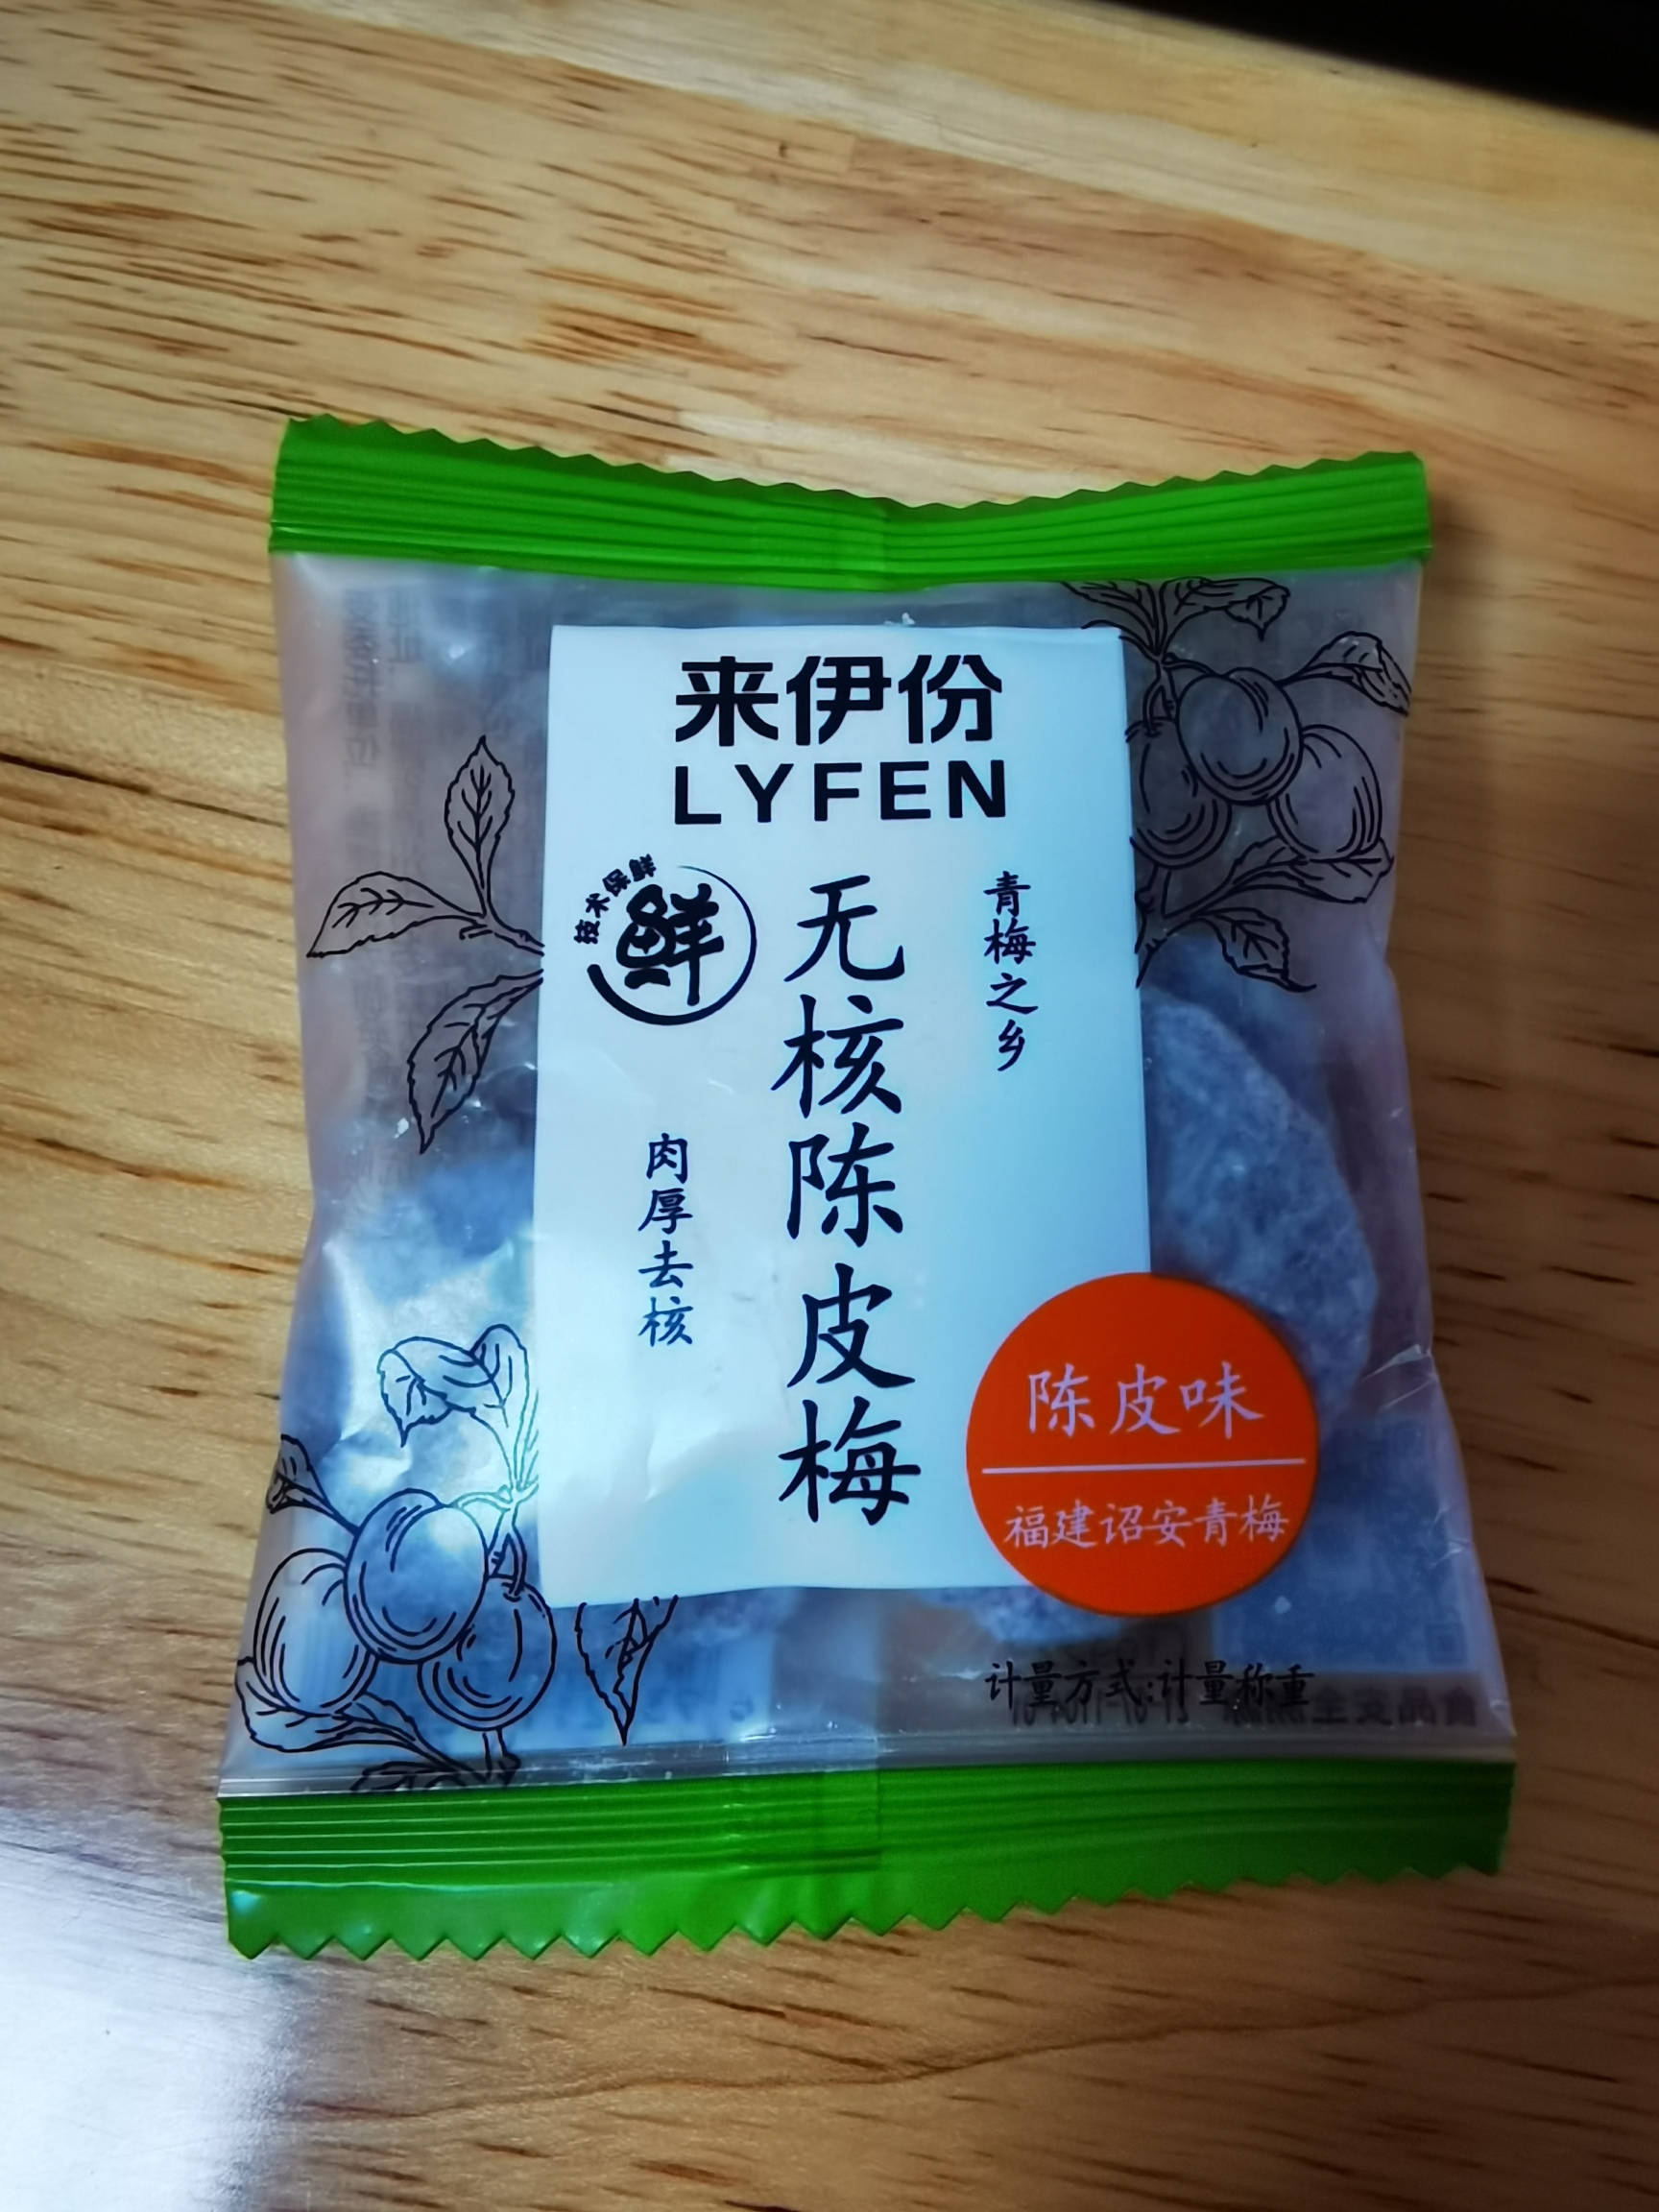 来伊份
LYFEN
技术保鲜
鲜
无核陈皮梅
青梅之乡
肉厚去核
陈皮味
福建诏安青梅
计量方式:计量称重